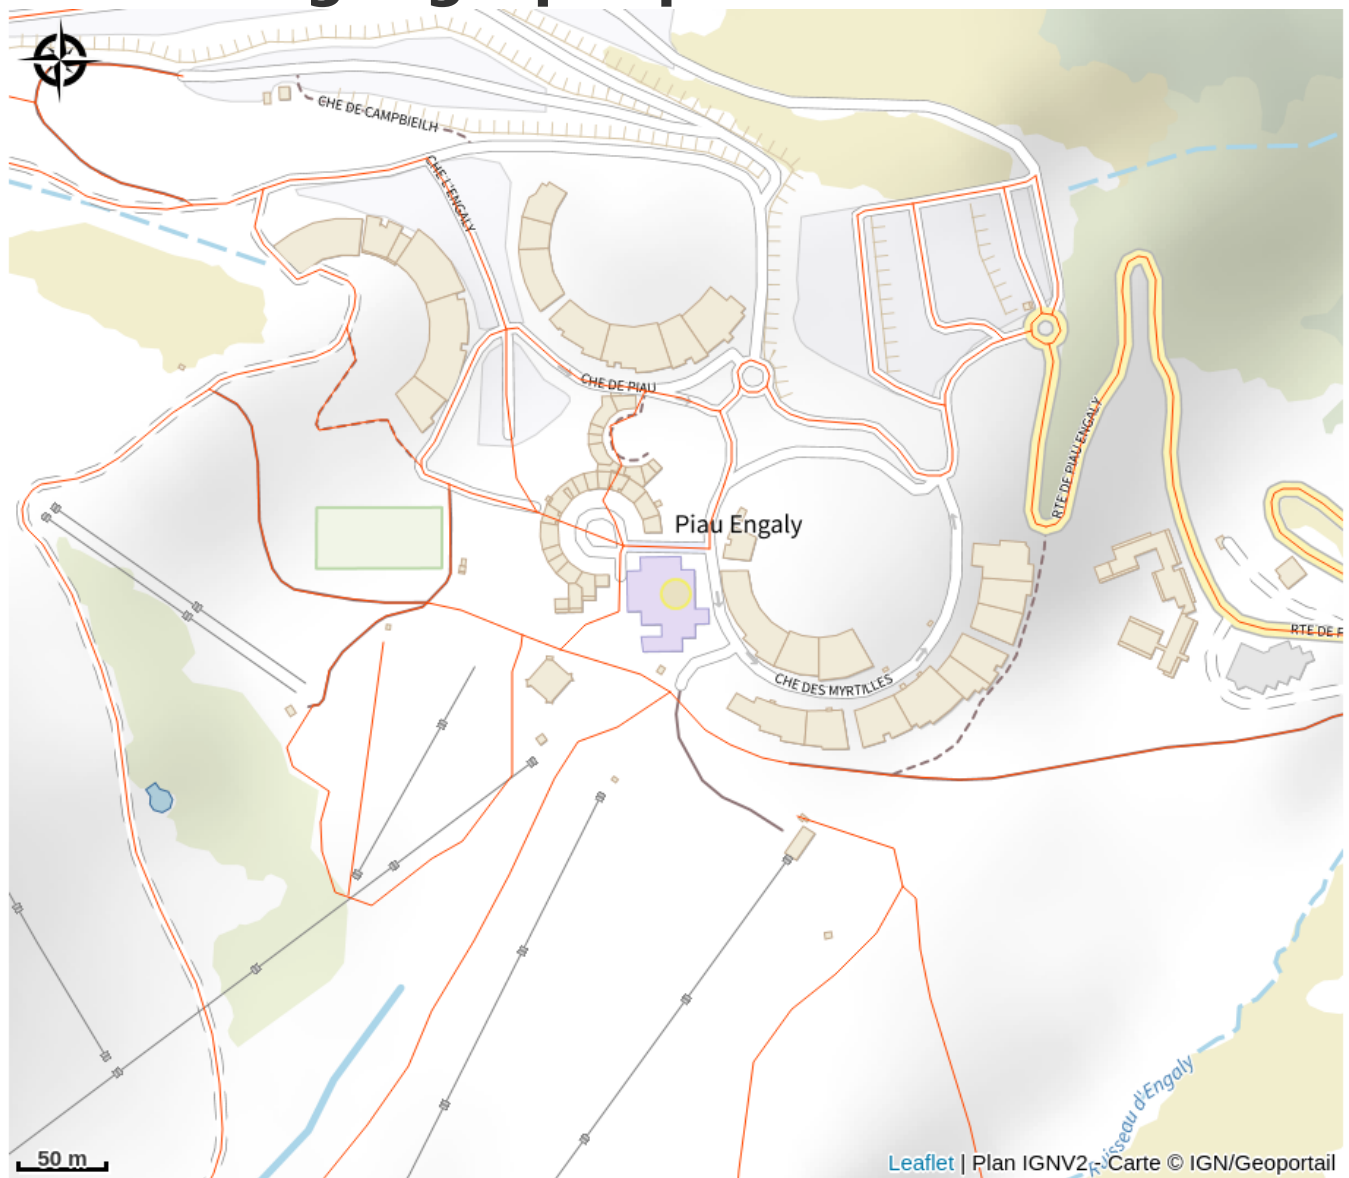 CHE DE CAMPBIEILH
CHE L'ENGALY
CHE DE PIAU
RTE DE PIAU ENGALY
Piau Engaly
RTE DE
CHE DES MYRTILLES
Ruisseau d'Engaly
50 m
Leaflet | Plan IGNV2 - Carte © IGN/Geoportail